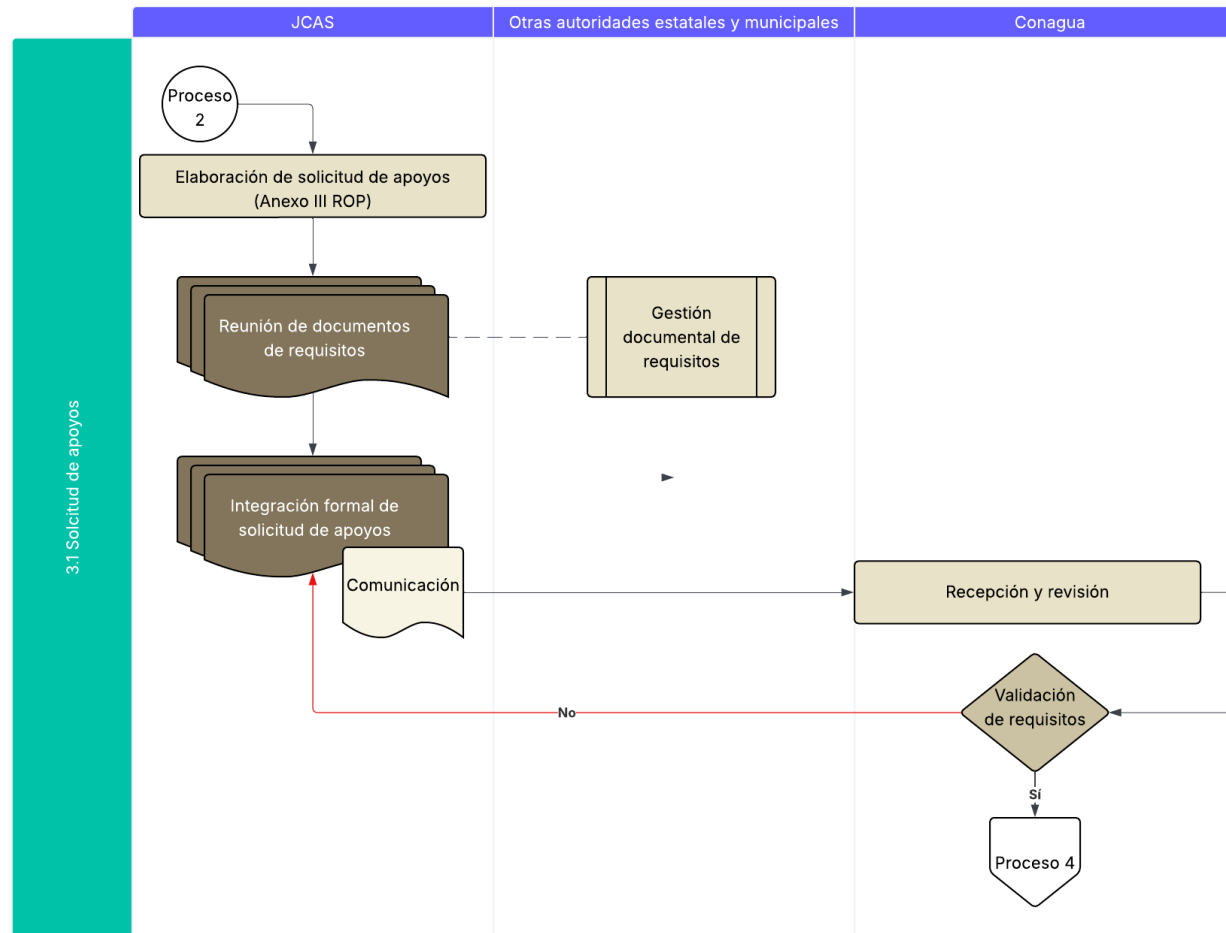 JCAS
Otras autoridades estatales y municipales
Conagua
3.1 Solcitud de apoyos
Proceso
2
Elaboración de solicitud de apoyos
(Anexo III ROP)
Reunión de documentos
de requisitos
Gestión
documental de
requisitos
Integración formal de
solicitud de apoyos
Comunicación
Recepción y revisión
Validación
de requisitos
No
Sí
Proceso 4